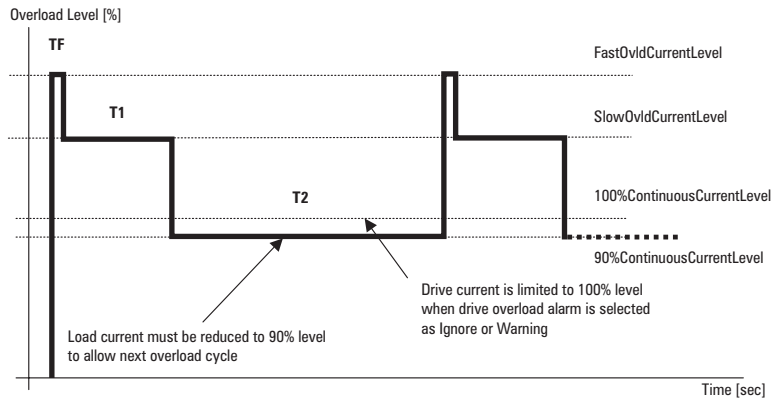 Overload Level [%]
TF
FastOvldCurrentLevel
T1
SlowOvldCurrentLevel
T2
100%ContinuousCurrentLevel
90%ContinuousCurrentLevel
Drive current is limited to 100% level
when drive overload alarm is selected
as Ignore or Warning
Load current must be reduced to 90% level
to allow next overload cycle
Time [sec]